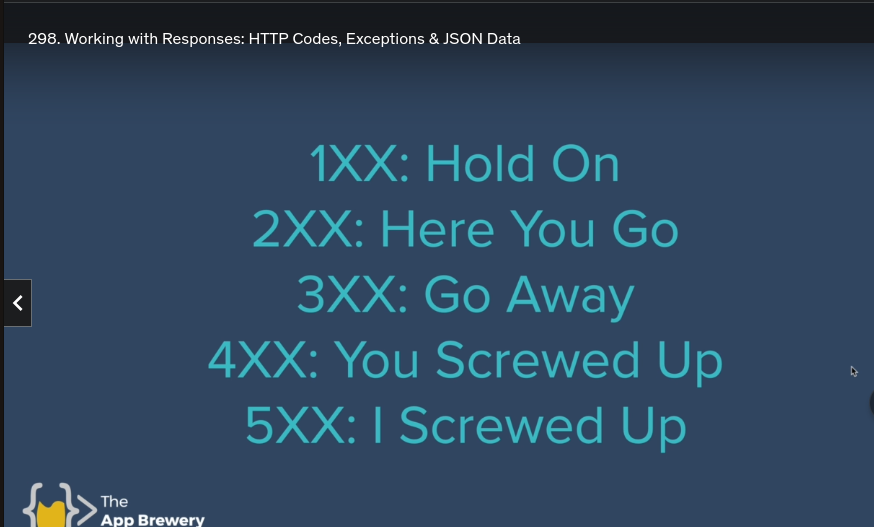 298. Working with Responses: HTTP Codes, Exceptions & JSON Data
1XX: Hold On
2XX: Here You Go
3XX: Go Away
4XX: You Screwed Up
5XX: I Screwed Up
The
App Brewery